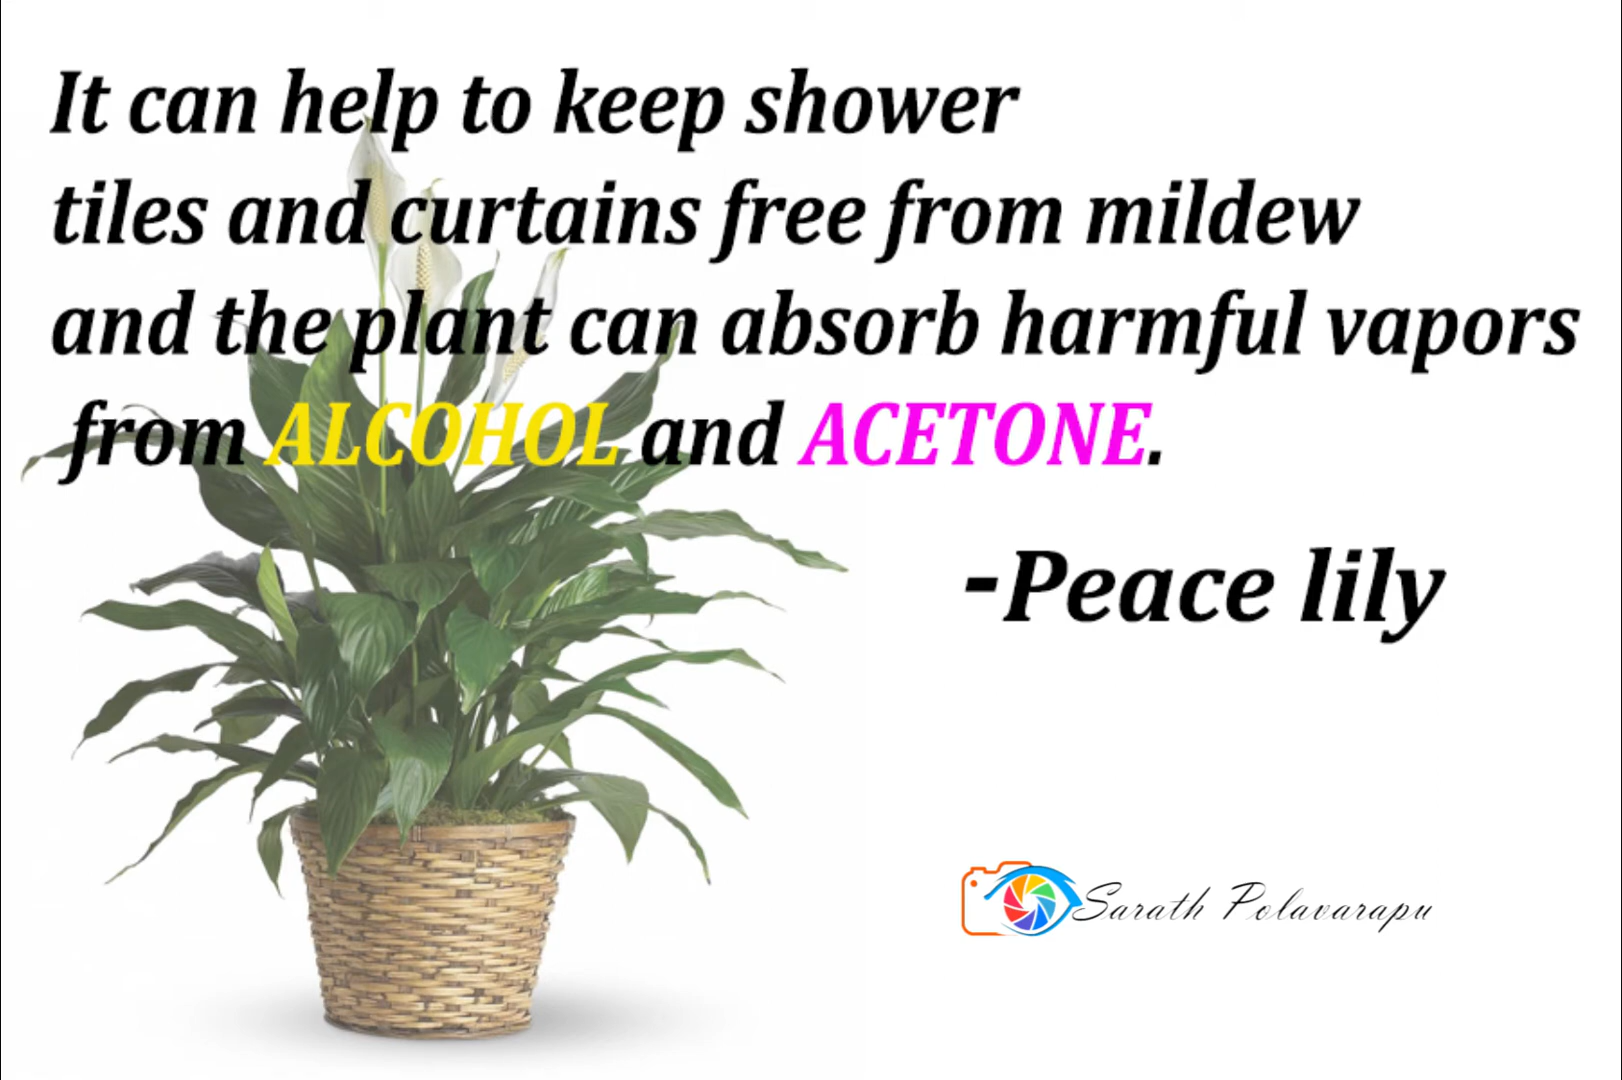 It can help to keep shower
tiles and curtains free from mildew
and the plant can absorb harmful vapors
from ALCOHOL and ACETONE.
-Peace lily
Sarath Polavarapu